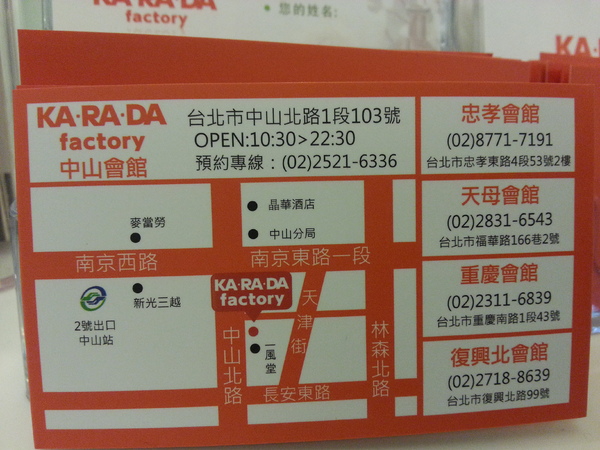 KA·RA·DA
factory
您的姓名:
KA·RA
KA·RA·DA
factory
中山會館
台北市中山北路1段103號
OPEN:10:30>22:30
預約專線：(02)2521-6336
忠孝會館
(02)8771-7191
台北市忠孝東路4段53號2樓
天母會館
(02)2831-6543
台北市福華路166巷2號
重慶會館
(02)2311-6839
台北市重慶南路1段43號
復興北會館
(02)2718-8639
台北市復興北路99號
麥當勞
晶華酒店
中山分局
南京西路
南京東路一段
KA·RA·DA
factory
新光三越
2號出口
中山站
中山北路
一風堂
天津街
林森北路
長安東路